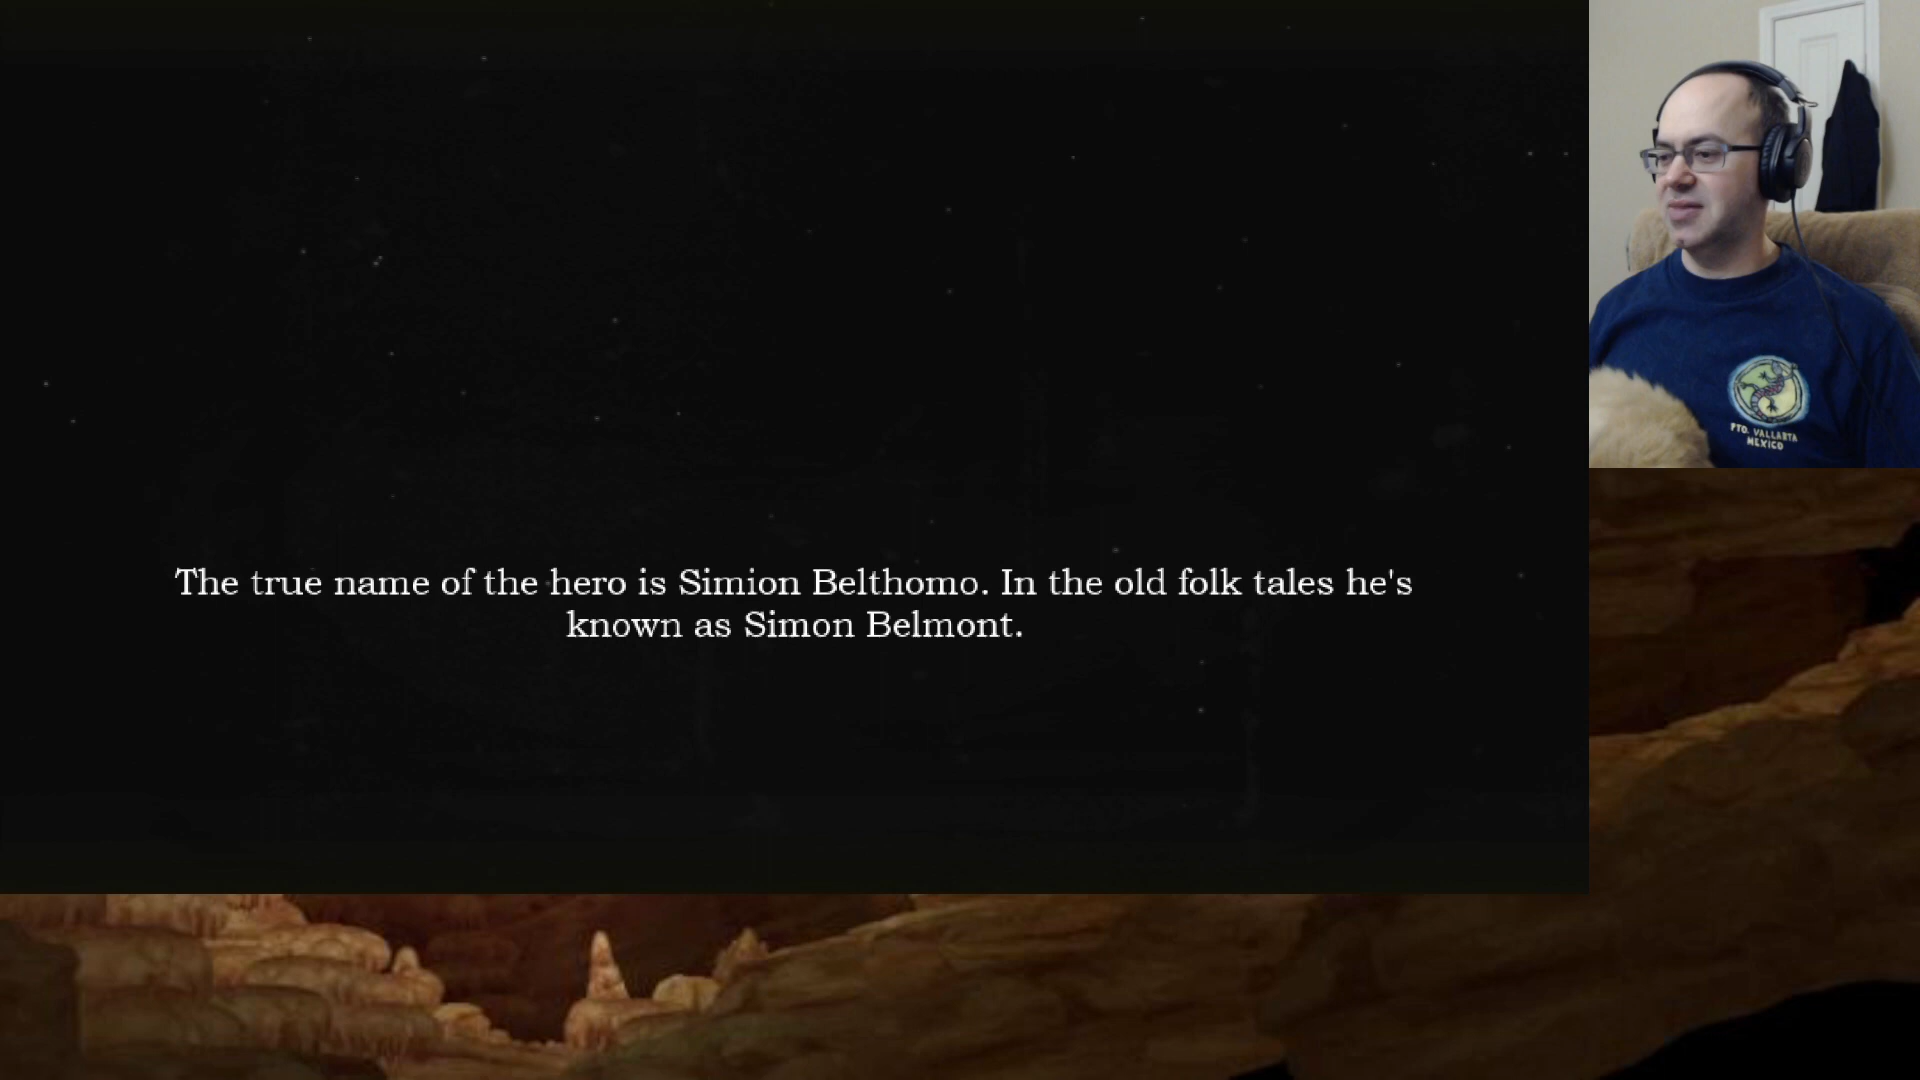 The true name of the hero is Simion Belthomo. In the old folk tales he's
known as Simon Belmont.
PTO. VALLARTA
MEXICO